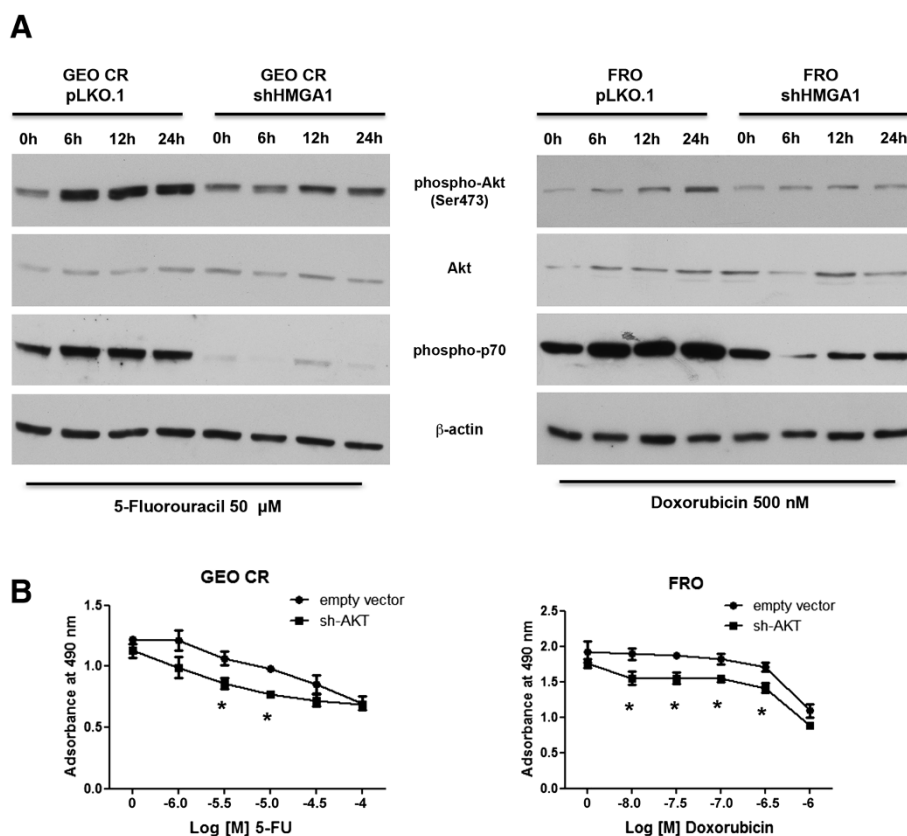 A
GEO CR GEO CR FRO FRO
pLKO.1 shHMGA1 pLKO.1 shHMGA1
0h 6h 12h 24h 0h 6h 12h 24h 0h 6h 12h 24h 0h 6h 12h 24h
phospho-Akt
(Ser473)
Akt
phospho-p70
β-actin
5-Fluorouracil 50 µM Doxorubicin 500 nM
B
GEO CR
empty vector
sh-AKT
Adsorbance at 490 nm
1.5
1.0
0.5
0.0
* *
0 -6.0 -5.5 -5.0 -4.5 -4
Log [M] 5-FU
FRO
empty vector
sh-AKT
Adsorbance at 490 nm
2.5
2.0
1.5
1.0
0.5
0.0
* * * *
0 -8.0 -7.5 -7.0 -6.5 -6
Log [M] Doxorubicin